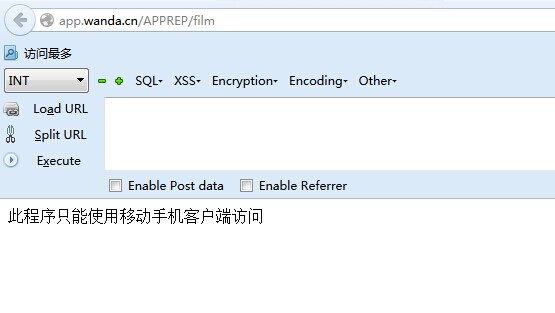 app.wanda.cn/APPREP/film
访问最多
INT SQL XSS Encryption Encoding Other
Load URL
Split URL
Execute
Enable Post data Enable Referrer
此程序只能使用移动手机客户端访问